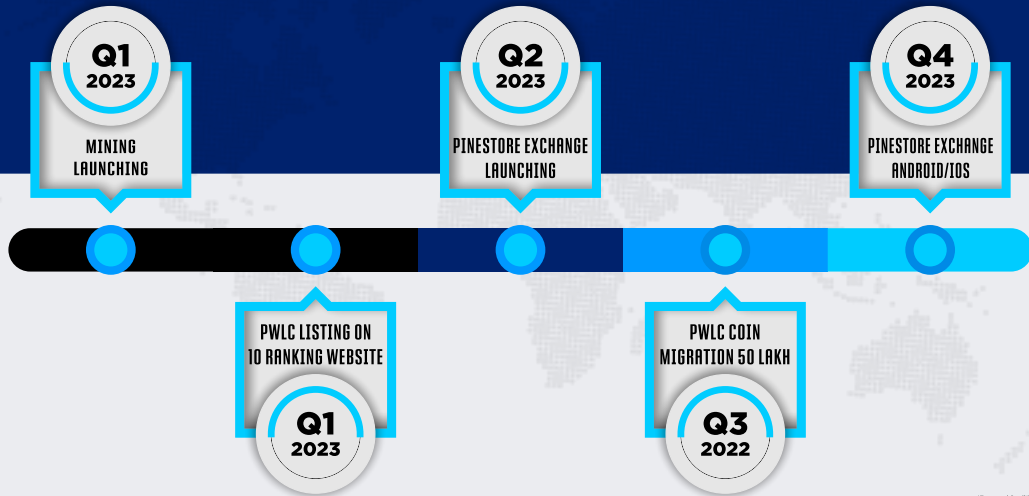 Q1
2023
MINING
LAUNCHING
PWLC LISTING ON
10 RANKING WEBSITE
Q1
2023
Q2
2023
PINESTORE EXCHANGE
LAUNCHING
PWLC COIN
MIGRATION 50 LAKH
Q3
2022
Q4
2023
PINESTORE EXCHANGE
ANDROID/IOS